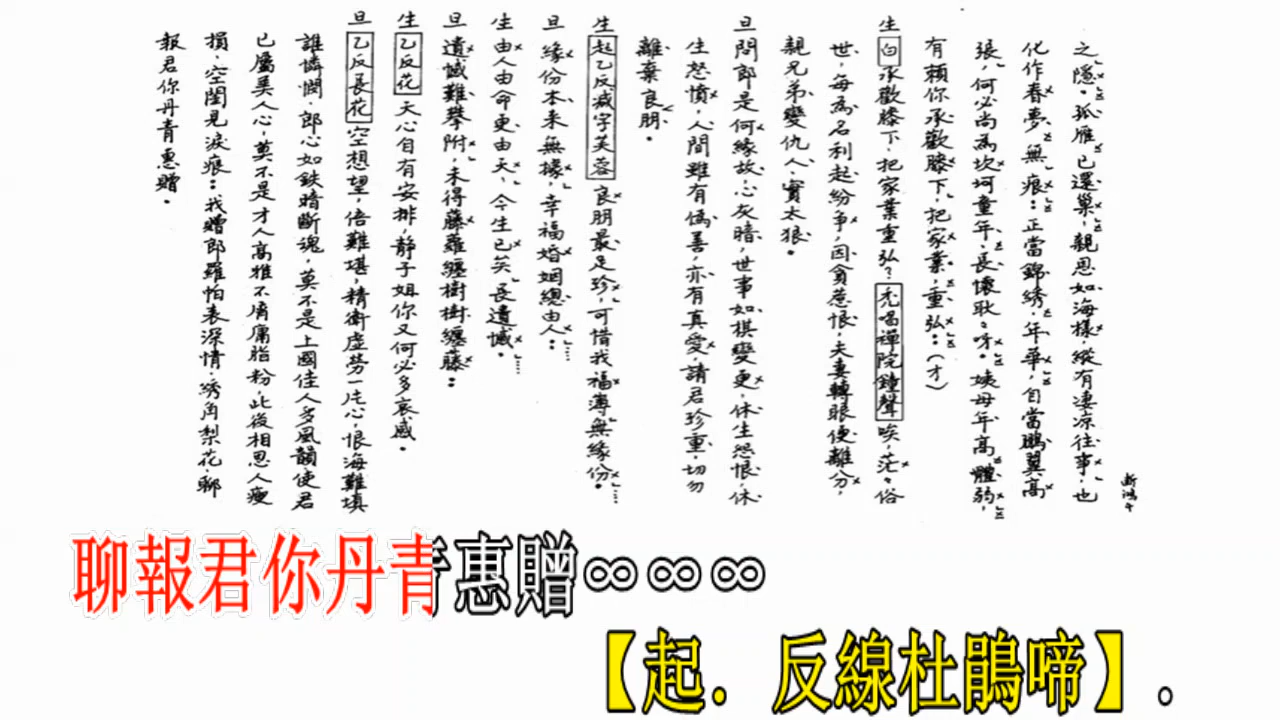 之隱。孤雁已還巢，親恩如海樣，縱有淒涼往事，也
化作春夢無痕：正當錦綉年華，自當鵬翼高
張，何必尚為坎坷童年，長懷耿々呀。姨母年高體弱，
有賴你承歡膝下，把家業，重弘：（才）
生 白 承歡膝下，把家業重弘？ 禿唱禪院鐘聲 唉，茫々俗
世，每為名利起紛爭，因貪惹恨，夫妻轉眼便離分，
親兄弟變仇人，實太狠。
旦 問郎是何緣故，心灰暗，世事如棋變更，休生怨恨，休
生怒憤，人間雖有偽善，亦有真愛，請君珍重，切勿
離棄良朋。
生 起乙反減字芙蓉 良朋最足珍，可惜我福薄無緣份。
旦 緣份本來無據，幸福婚姻總由人：
生 由人由命更由天，今生已矣長遺憾。
旦 遺憾難攀附，未得藤蘿纏樹樹纏藤：
生 乙反花 天心自有安排，靜子姐你又何必多哀感。
旦 乙反長花 空想望，倍難堪，精衛虛勞一片心，恨海難填
誰憐憫，郎心如鉄暗斷魂，莫不是上國佳人多風韻使君
已屬美人心，莫不是才人高雅不屑庸脂粉，此後相思人瘦
損，空閨見淚痕：我贈郎羅怕表深情，綉角梨花，聊
報君你丹青惠贈。
斷鴻 4
聊報君你丹青惠贈∞∞∞
【起．反線杜鵑啼】。